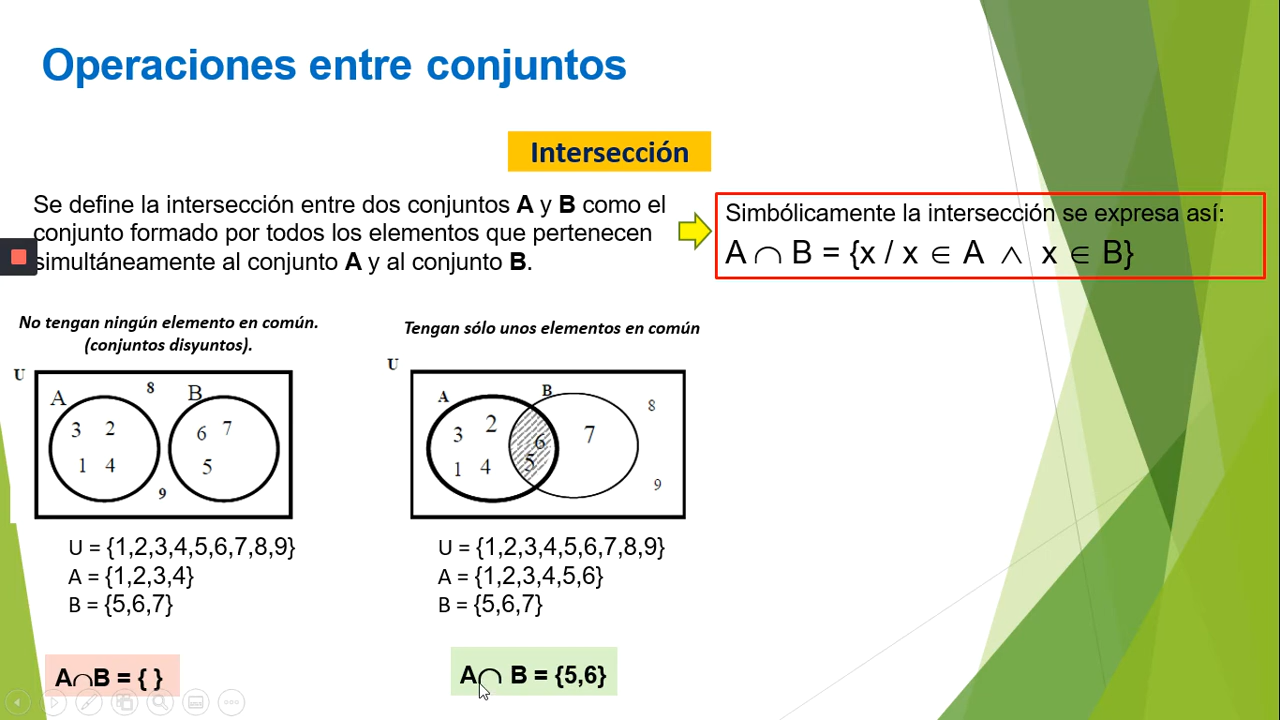 Operaciones entre conjuntos
Intersección
Se define la intersección entre dos conjuntos A y B como el
conjunto formado por todos los elementos que pertenecen
simultáneamente al conjunto A y al conjunto B.
Simbólicamente la intersección se expresa así:
A ∩ B = {x / x ∈ A ∧ x ∈ B}
No tengan ningún elemento en común.
(conjuntos disyuntos).
U
A
8
B
3 2
6 7
1 4
5
9
U = {1,2,3,4,5,6,7,8,9}
A = {1,2,3,4}
B = {5,6,7}
A∩B = { }
Tengan sólo unos elementos en común
U
A
B
8
3 2
6
7
1 4
5
9
U = {1,2,3,4,5,6,7,8,9}
A = {1,2,3,4,5,6}
B = {5,6,7}
A∩ B = {5,6}